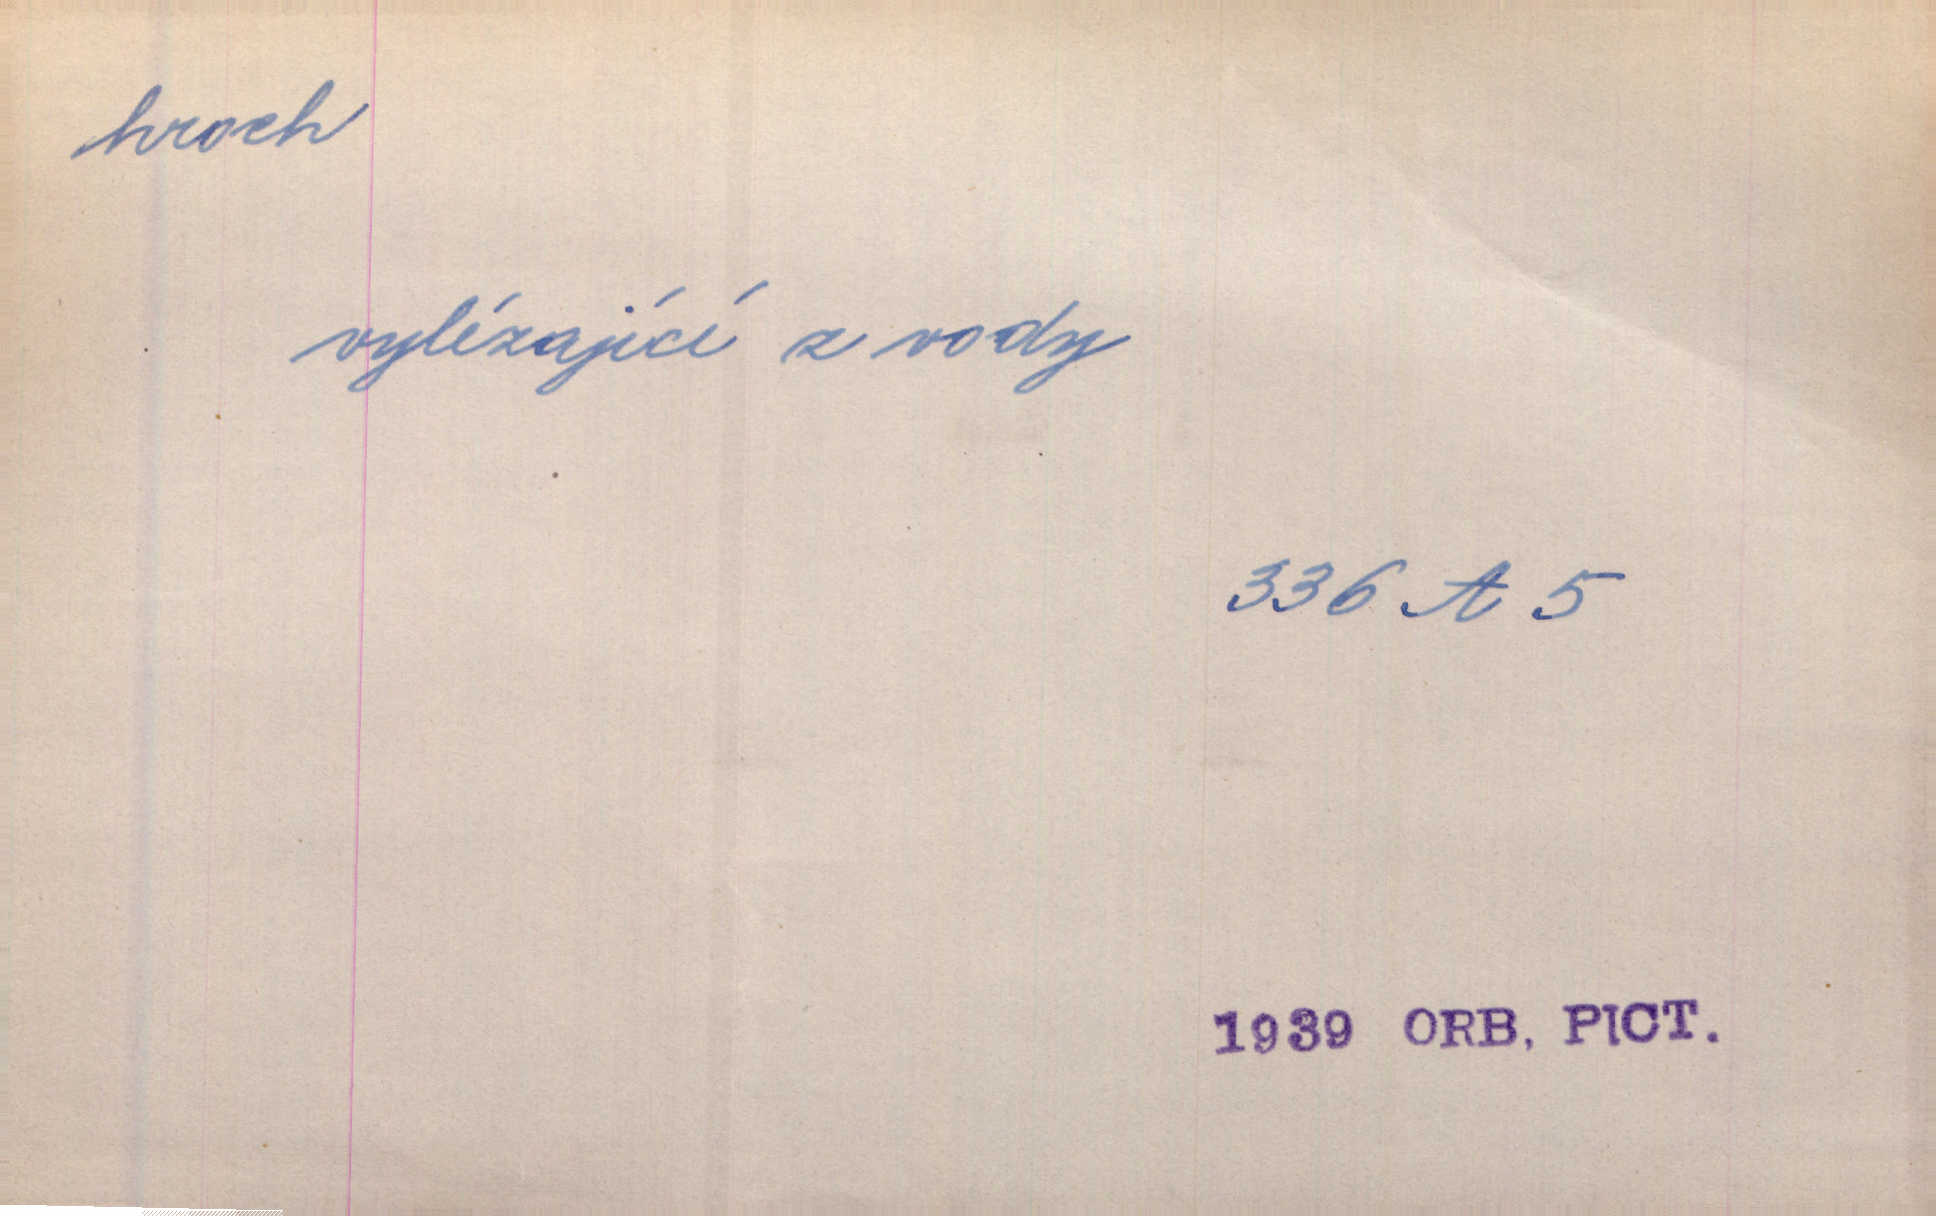 hroch
vylézající z vody
336 A 5
1939 ORB. PICT.